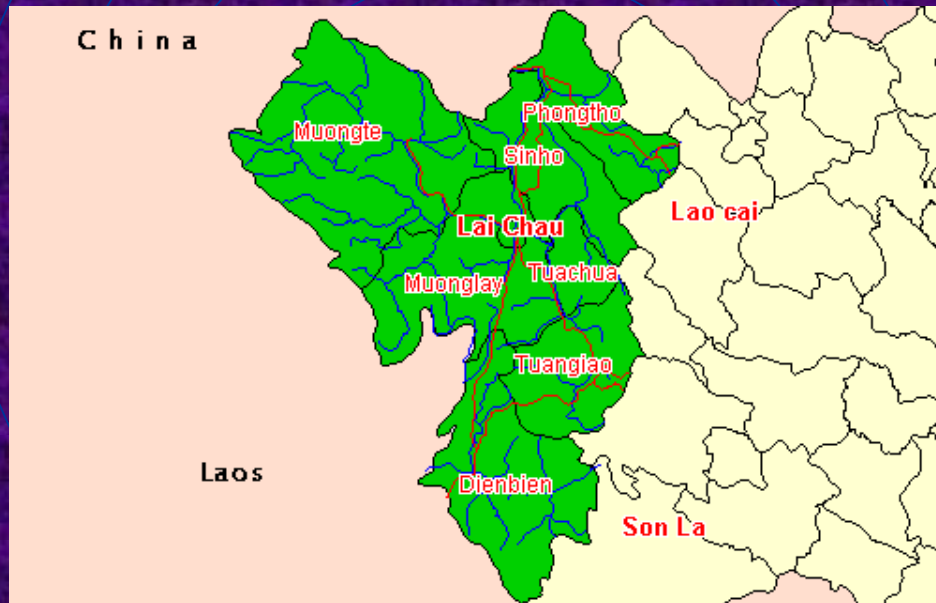 China
Phongtho
Muongte
Sinho
Lao cai
Lai Chau
Tuachua
Muonglay
Tuangiao
Laos
Dienbien
Son La